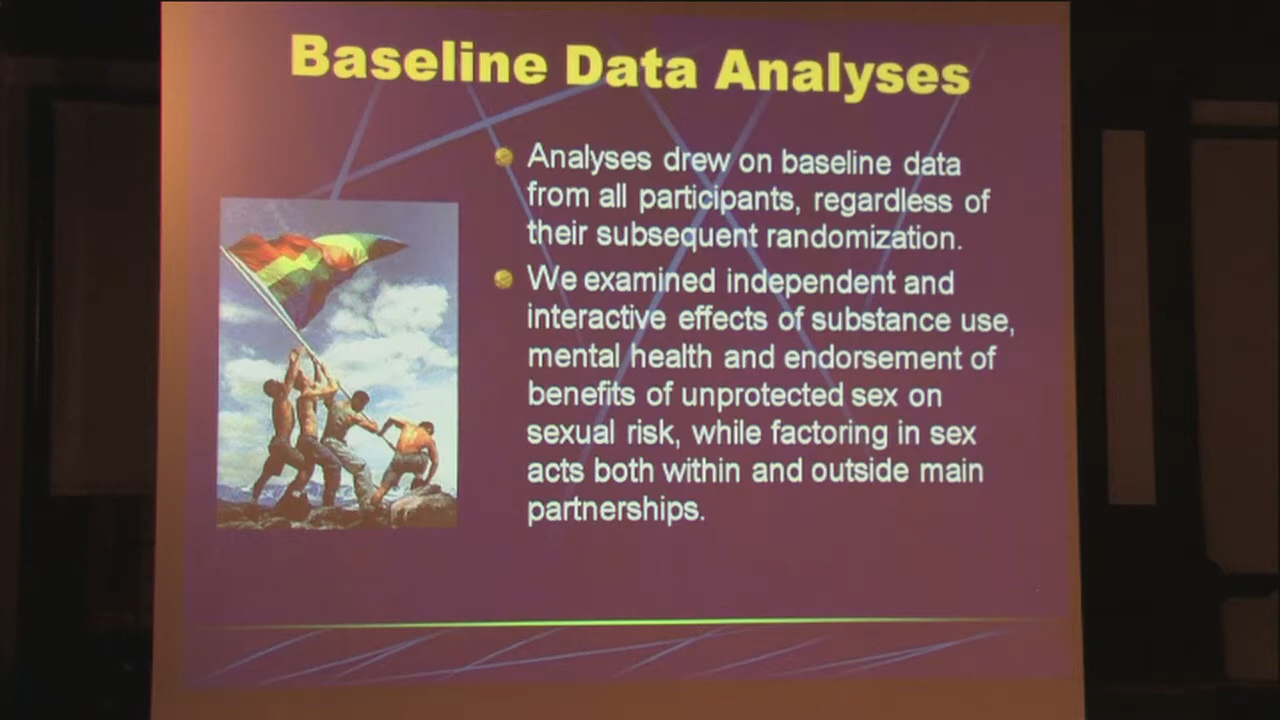 Baseline Data Analyses
Analyses drew on baseline data
from all participants, regardless of
their subsequent randomization.
We examined independent and
interactive effects of substance use,
mental health and endorsement of
benefits of unprotected sex on
sexual risk, while factoring in sex
acts both within and outside main
partnerships.